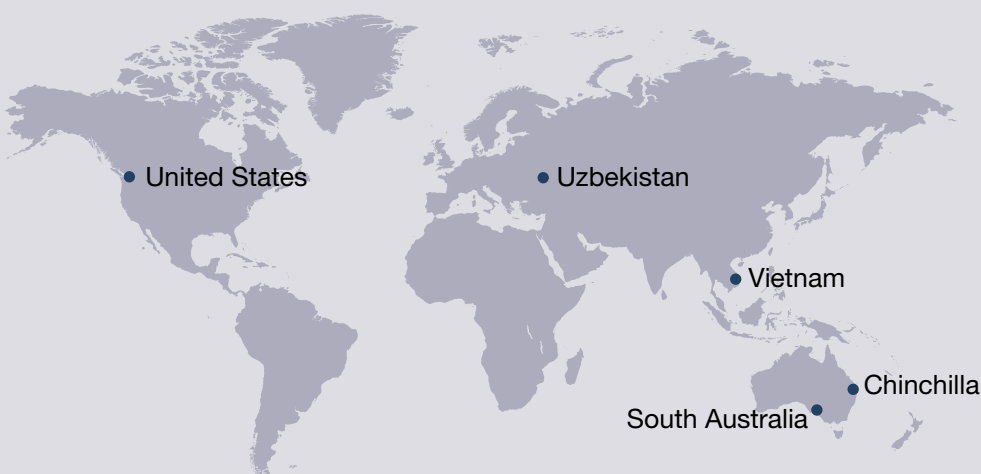 United States
Uzbekistan
Vietnam
Chinchilla
South Australia